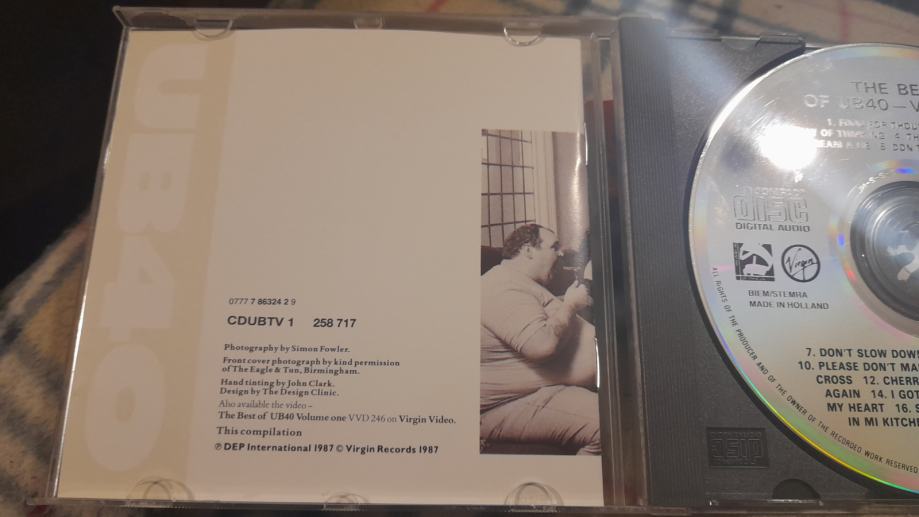 UB40
0777 7 86324 2 9
CDUBTV 1 258 717
Photography by Simon Fowler.
Front cover photograph by kind permission
of The Eagle & Tun, Birmingham.
Hand tinting by John Clark.
Design by The Design Clinic.
Also available the video –
The Best of UB40 Volume one VVD 246 on Virgin Video.
This compilation
℗ DEP International 1987 © Virgin Records 1987
THE
OF UB40–
COMPACT
DISC
DIGITAL AUDIO
Virgin
BIEM/STEMRA
MADE IN HOLLAND
7. DON'T SLOW
10. PLEASE DON'T
CROSS 12.
AGAIN 14. I GOT
MY HEART 16.
IN MI
ALL RIGHTS OF THE PRODUCER AND OF THE OWNER OF THE RECORDED WORK RESERVED